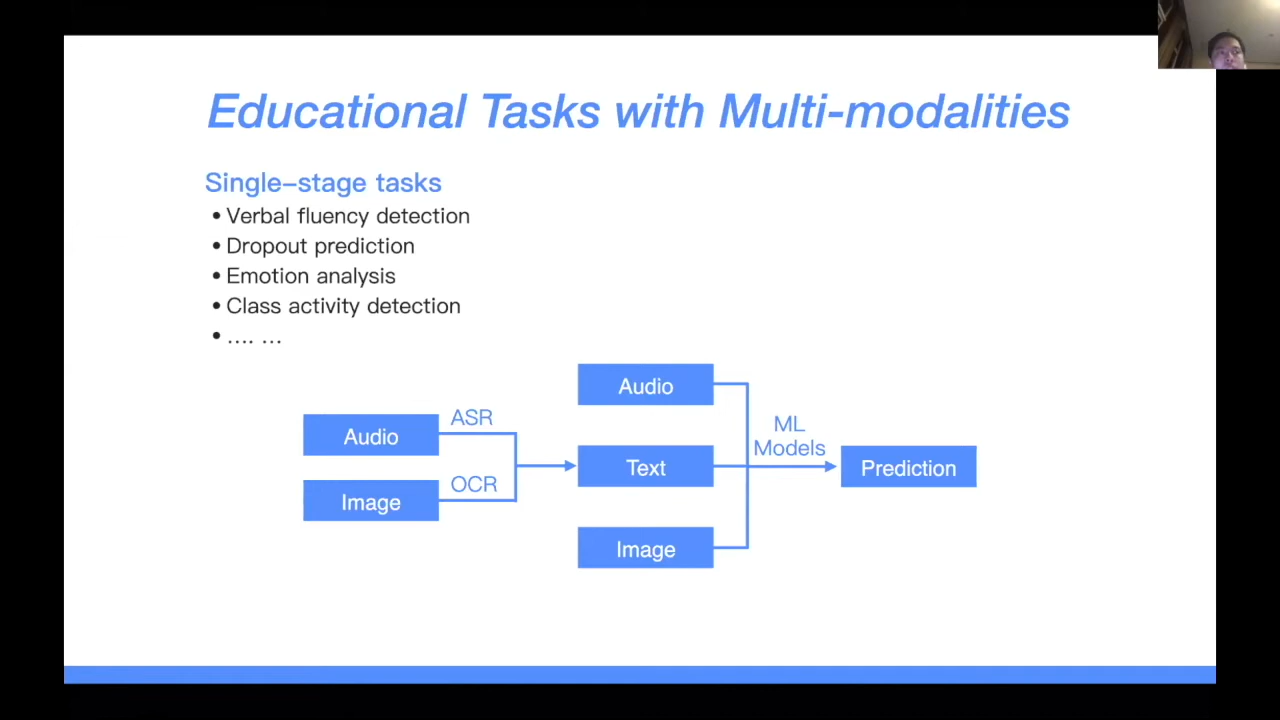 Educational Tasks with Multi-modalities
Single-stage tasks
• Verbal fluency detection
• Dropout prediction
• Emotion analysis
• Class activity detection
• .... ...
Audio
ASR
Image
OCR
Audio
Text
Image
ML
Models
Prediction